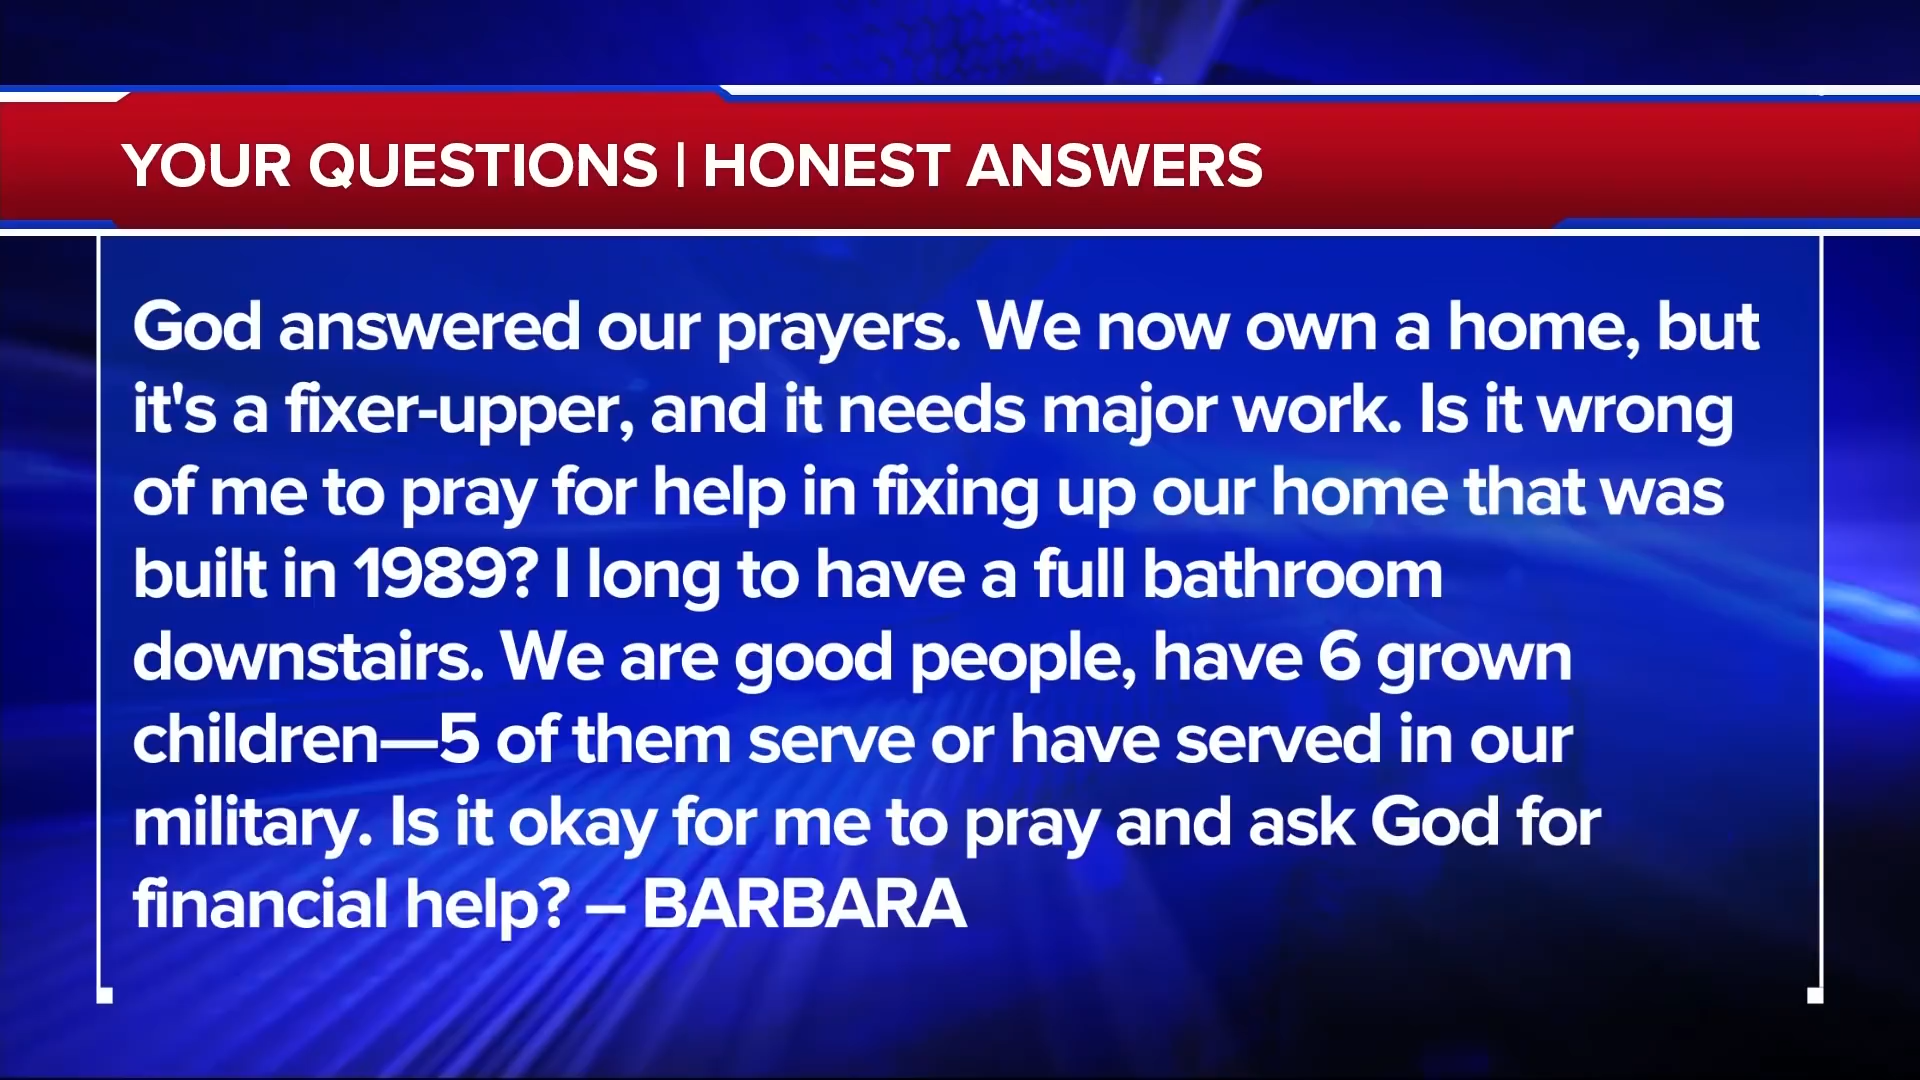 YOUR QUESTIONS | HONEST ANSWERS
God answered our prayers. We now own a home, but
it's a fixer-upper, and it needs major work. Is it wrong
of me to pray for help in fixing up our home that was
built in 1989? I long to have a full bathroom
downstairs. We are good people, have 6 grown
children—5 of them serve or have served in our
military. Is it okay for me to pray and ask God for
financial help? – BARBARA